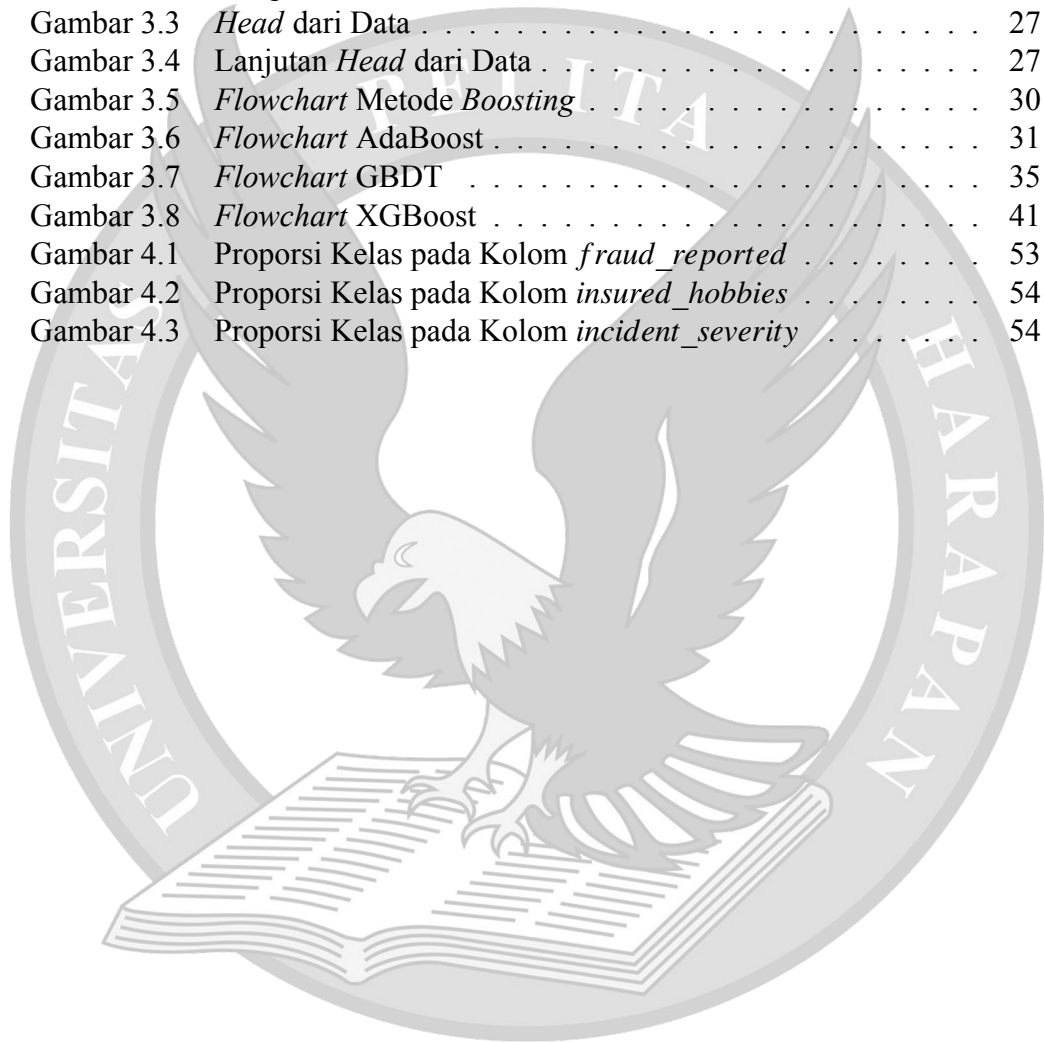 Gambar 3.3 Head dari Data . . . . . . . . . . . . . . . . . . . . . . . . . . . 27
Gambar 3.4 Lanjutan Head dari Data . . . . . . . . . . . . . . . . . . . . . 27
Gambar 3.5 Flowchart Metode Boosting . . . . . . . . . . . . . . . . . . . 30
Gambar 3.6 Flowchart AdaBoost . . . . . . . . . . . . . . . . . . . . . . . . 31
Gambar 3.7 Flowchart GBDT . . . . . . . . . . . . . . . . . . . . . . . . . 35
Gambar 3.8 Flowchart XGBoost . . . . . . . . . . . . . . . . . . . . . . . 41
Gambar 4.1 Proporsi Kelas pada Kolom fraud_reported . . . . . . . . 53
Gambar 4.2 Proporsi Kelas pada Kolom insured_hobbies . . . . . . . . 54
Gambar 4.3 Proporsi Kelas pada Kolom incident_severity . . . . . . . 54
UNIVERSITAS PELITA HARAPAN